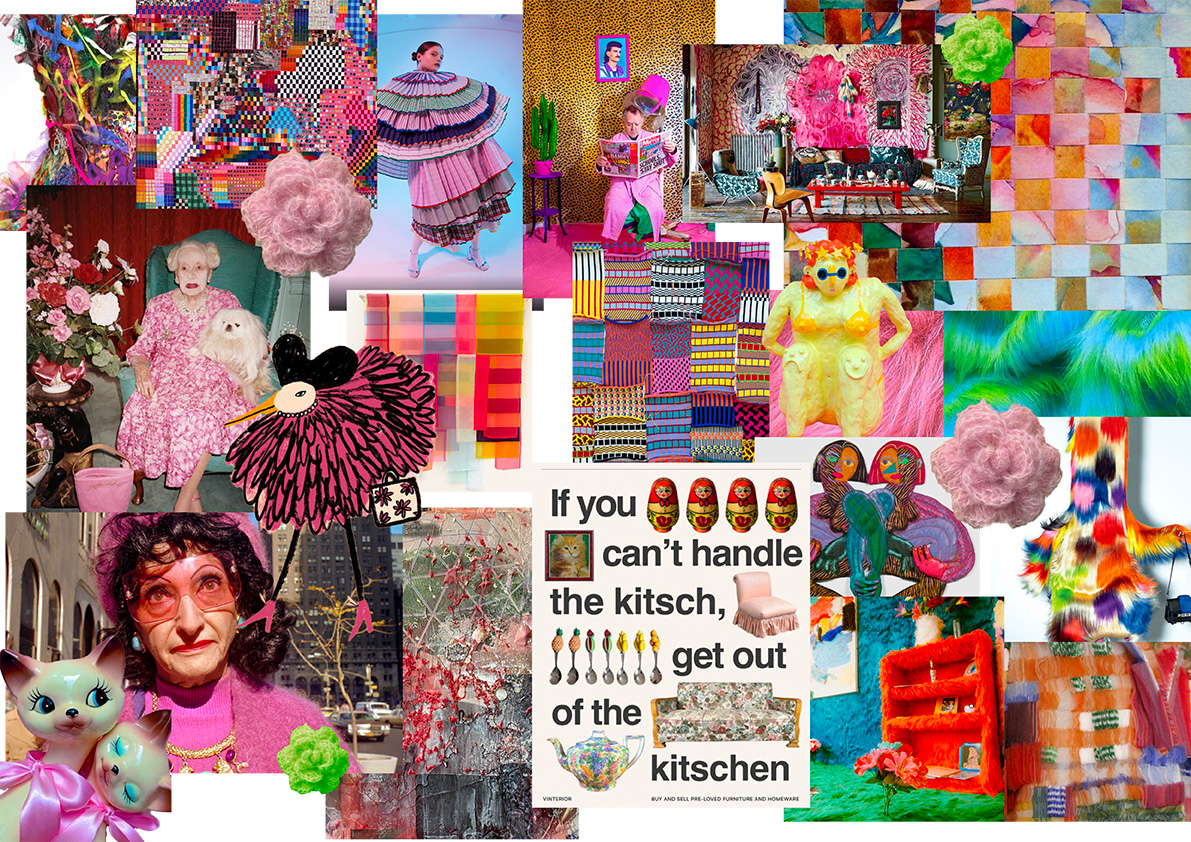 If you
can't handle
the kitsch,
get out
of the
kitschen
VINTERIOR
BUY AND SELL PRE-LOVED FURNITURE AND HOMEWARE